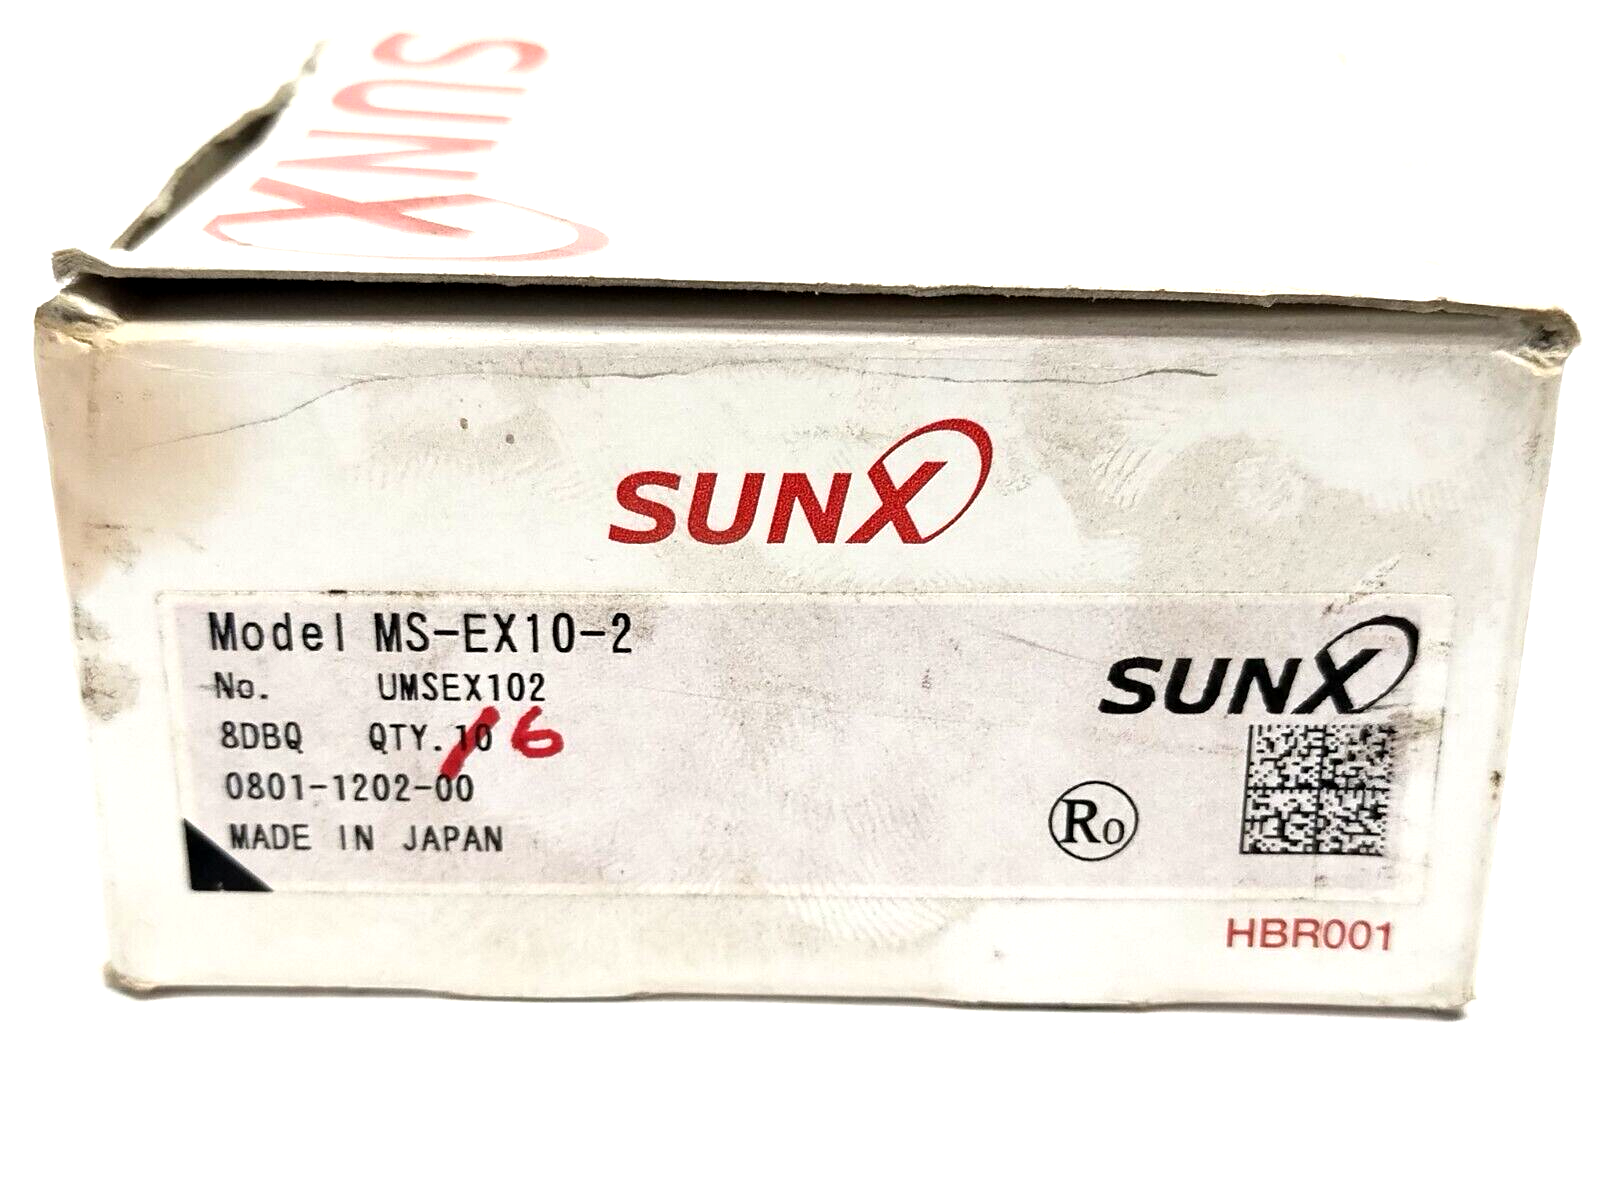 SUNX
SUNX
Model MS-EX10-2
No. UMSEX102
8DBQ QTY. 10 6
0801-1202-00
MADE IN JAPAN
SUNX
Ro
HBR001